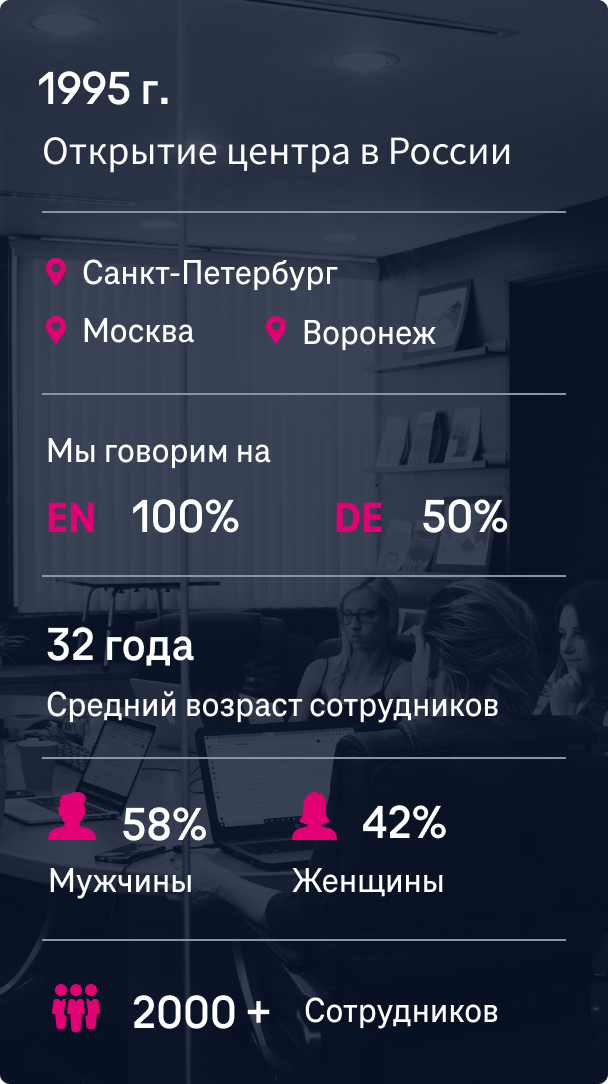 1995 г.
Открытие центра в России
Санкт-Петербург
Москва Воронеж
Мы говорим на
EN 100% DE 50%
32 года
Средний возраст сотрудников
58% 42%
Мужчины Женщины
2000 + Сотрудников